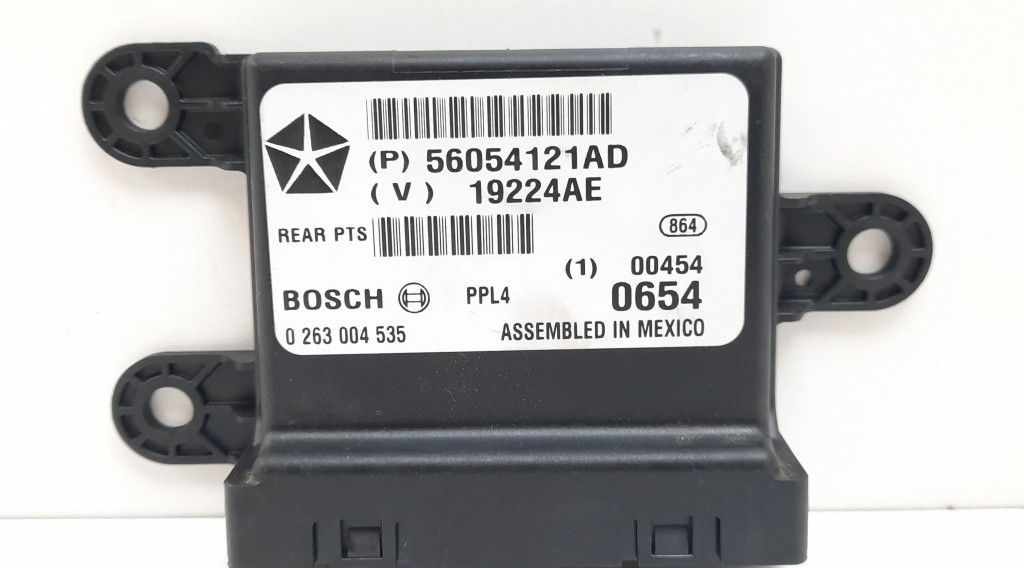 (P) 56054121AD
(V) 19224AE
REAR PTS 864
(1) 00454
BOSCH PPL4 0654
0 263 004 535 ASSEMBLED IN MEXICO